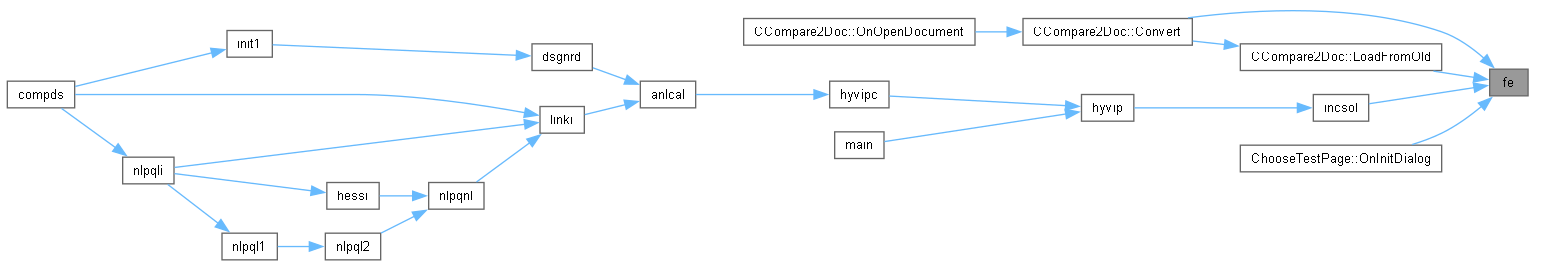 compds
init1
nlpqli
nlpql1
hessi
nlpql2
nlpqnl
dsgnrd
linki
anlcal
CCompare2Doc::OnOpenDocument
hyvipc
main
CCompare2Doc::Convert
hyvip
CCompare2Doc::LoadFromOld
incsol
ChooseTestPage::OnInitDialog
fe